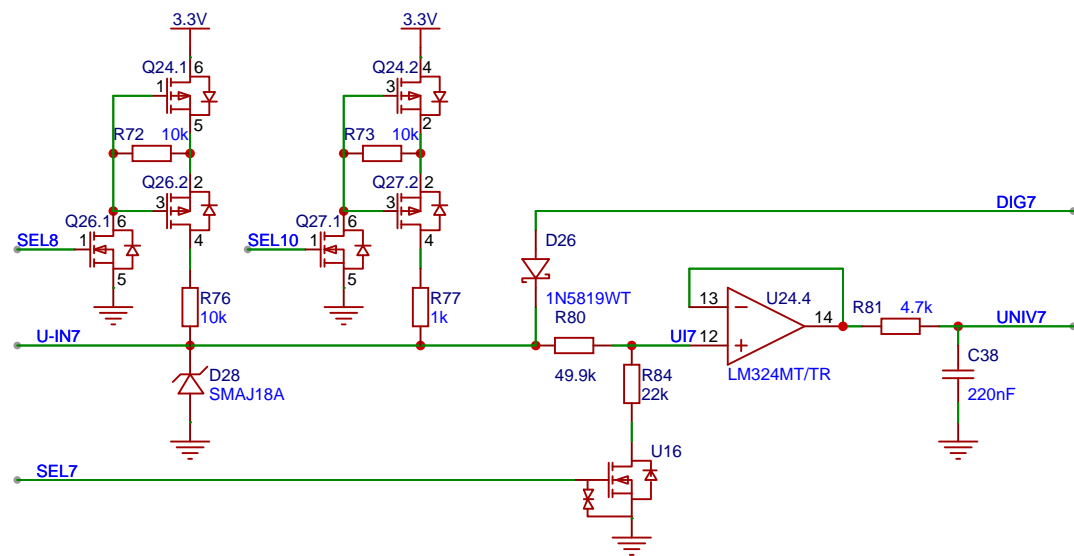 3.3V 3.3V
Q24.1 6 Q24.2 4
1 3
5 2
R72 10k R73 10k
Q26.2 2 Q27.2 2
3 3
Q26.1 6 4 Q27.1 6 4
SEL8 1 SEL10 1
5 5
DIG7
D26
1N5819WT
R76 10k
R77 1k
R80
49.9k
U-IN7
UI7
13 U24.4
12 14
LM324MT/TR
R81 4.7k
UNIV7
C38
220nF
D28
SMAJ18A
R84
22k
U16
SEL7